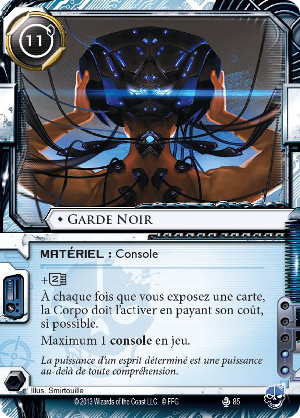 11
• Garde Noir
MATÉRIEL : Console
+2
À chaque fois que vous exposez une carte,
la Corpo doit l'activer en payant son coût,
si possible.
Maximum 1 console en jeu.
La puissance d'un esprit déterminé est une puissance
au-delà de toute compréhension.
Illus. Smirtouille
© 2013 Wizards of the Coast LLC. © FFG
85